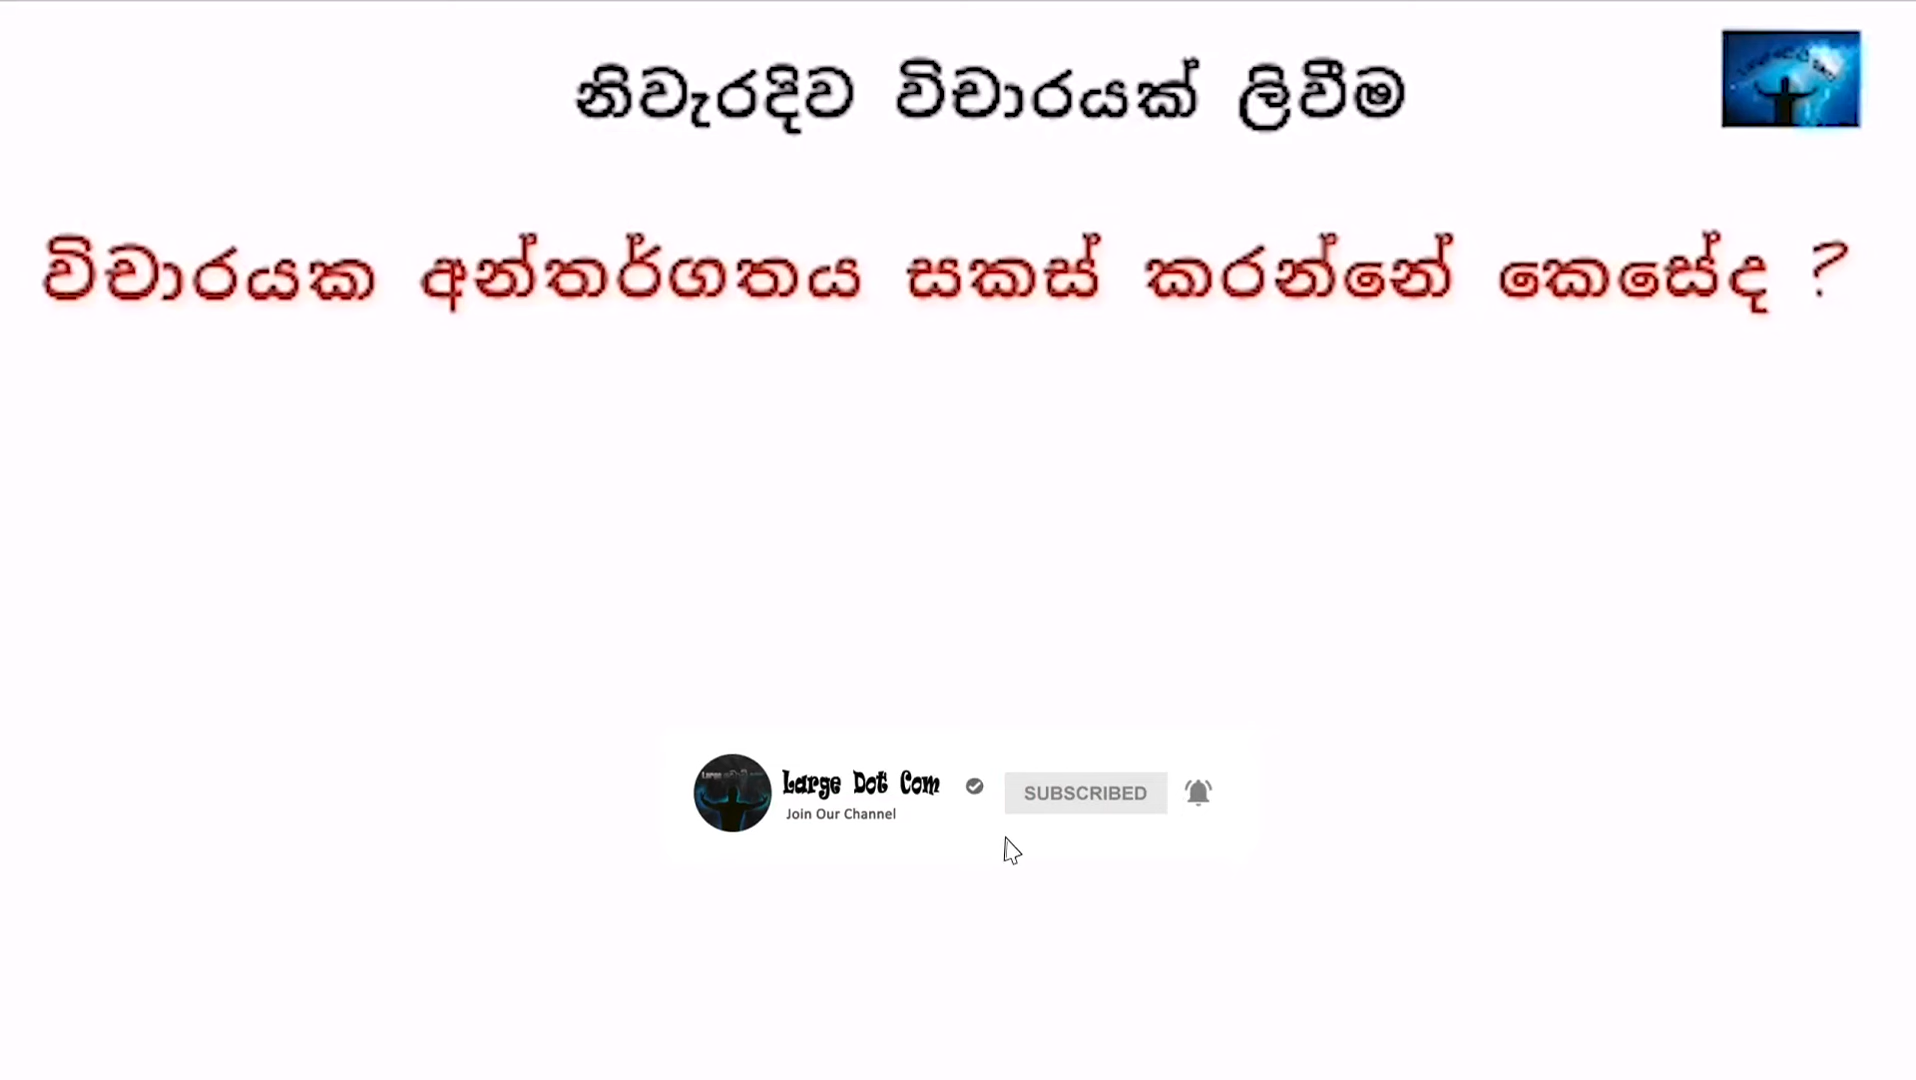 නිවැරදිව විචාරයක් ලිවීම
විචාරයක අන්තර්ගතය සකස් කරන්නේ කෙසේද ?
Large Dot Com
SUBSCRIBED
Join Our Channel